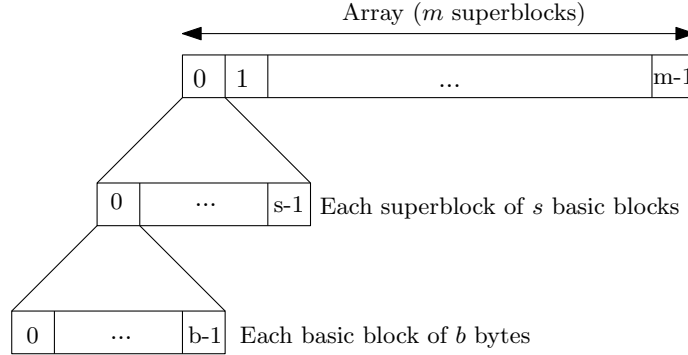 Array (m superblocks)
0 1 ... m-1
0 ... s-1 Each superblock of s basic blocks
0 ... b-1 Each basic block of b bytes